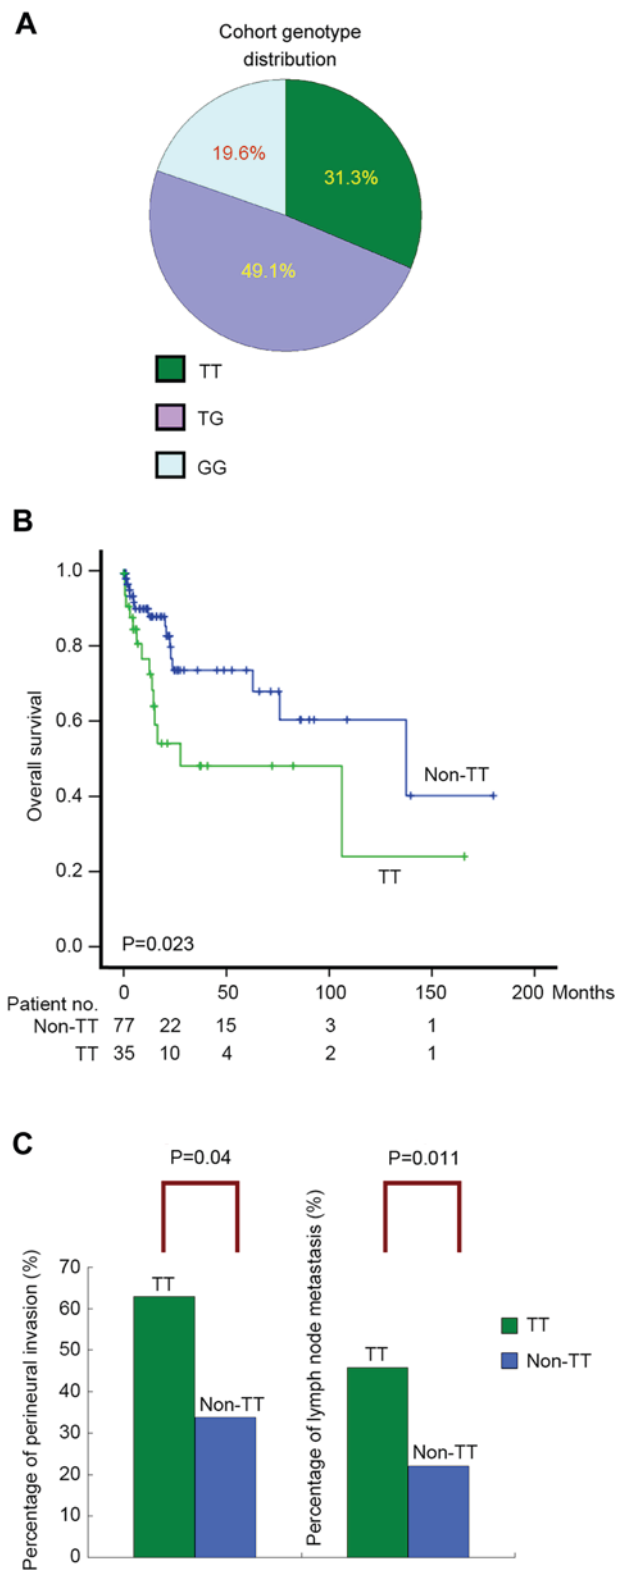 A
Cohort genotype
distribution
19.6%
31.3%
49.1%
TT
TG
GG
B
Overall survival
1.0
0.8
0.6
0.4
0.2
0.0
Non-TT
TT
P=0.023
0 50 100 150 200 Months
Patient no.
Non-TT 77 22 15 3 1
TT 35 10 4 2 1
C
P=0.04
P=0.011
Percentage of perineural invasion (%)
70
60
50
40
30
20
10
0
TT
Non-TT
Percentage of lymph node metastasis (%)
TT
Non-TT
TT
Non-TT